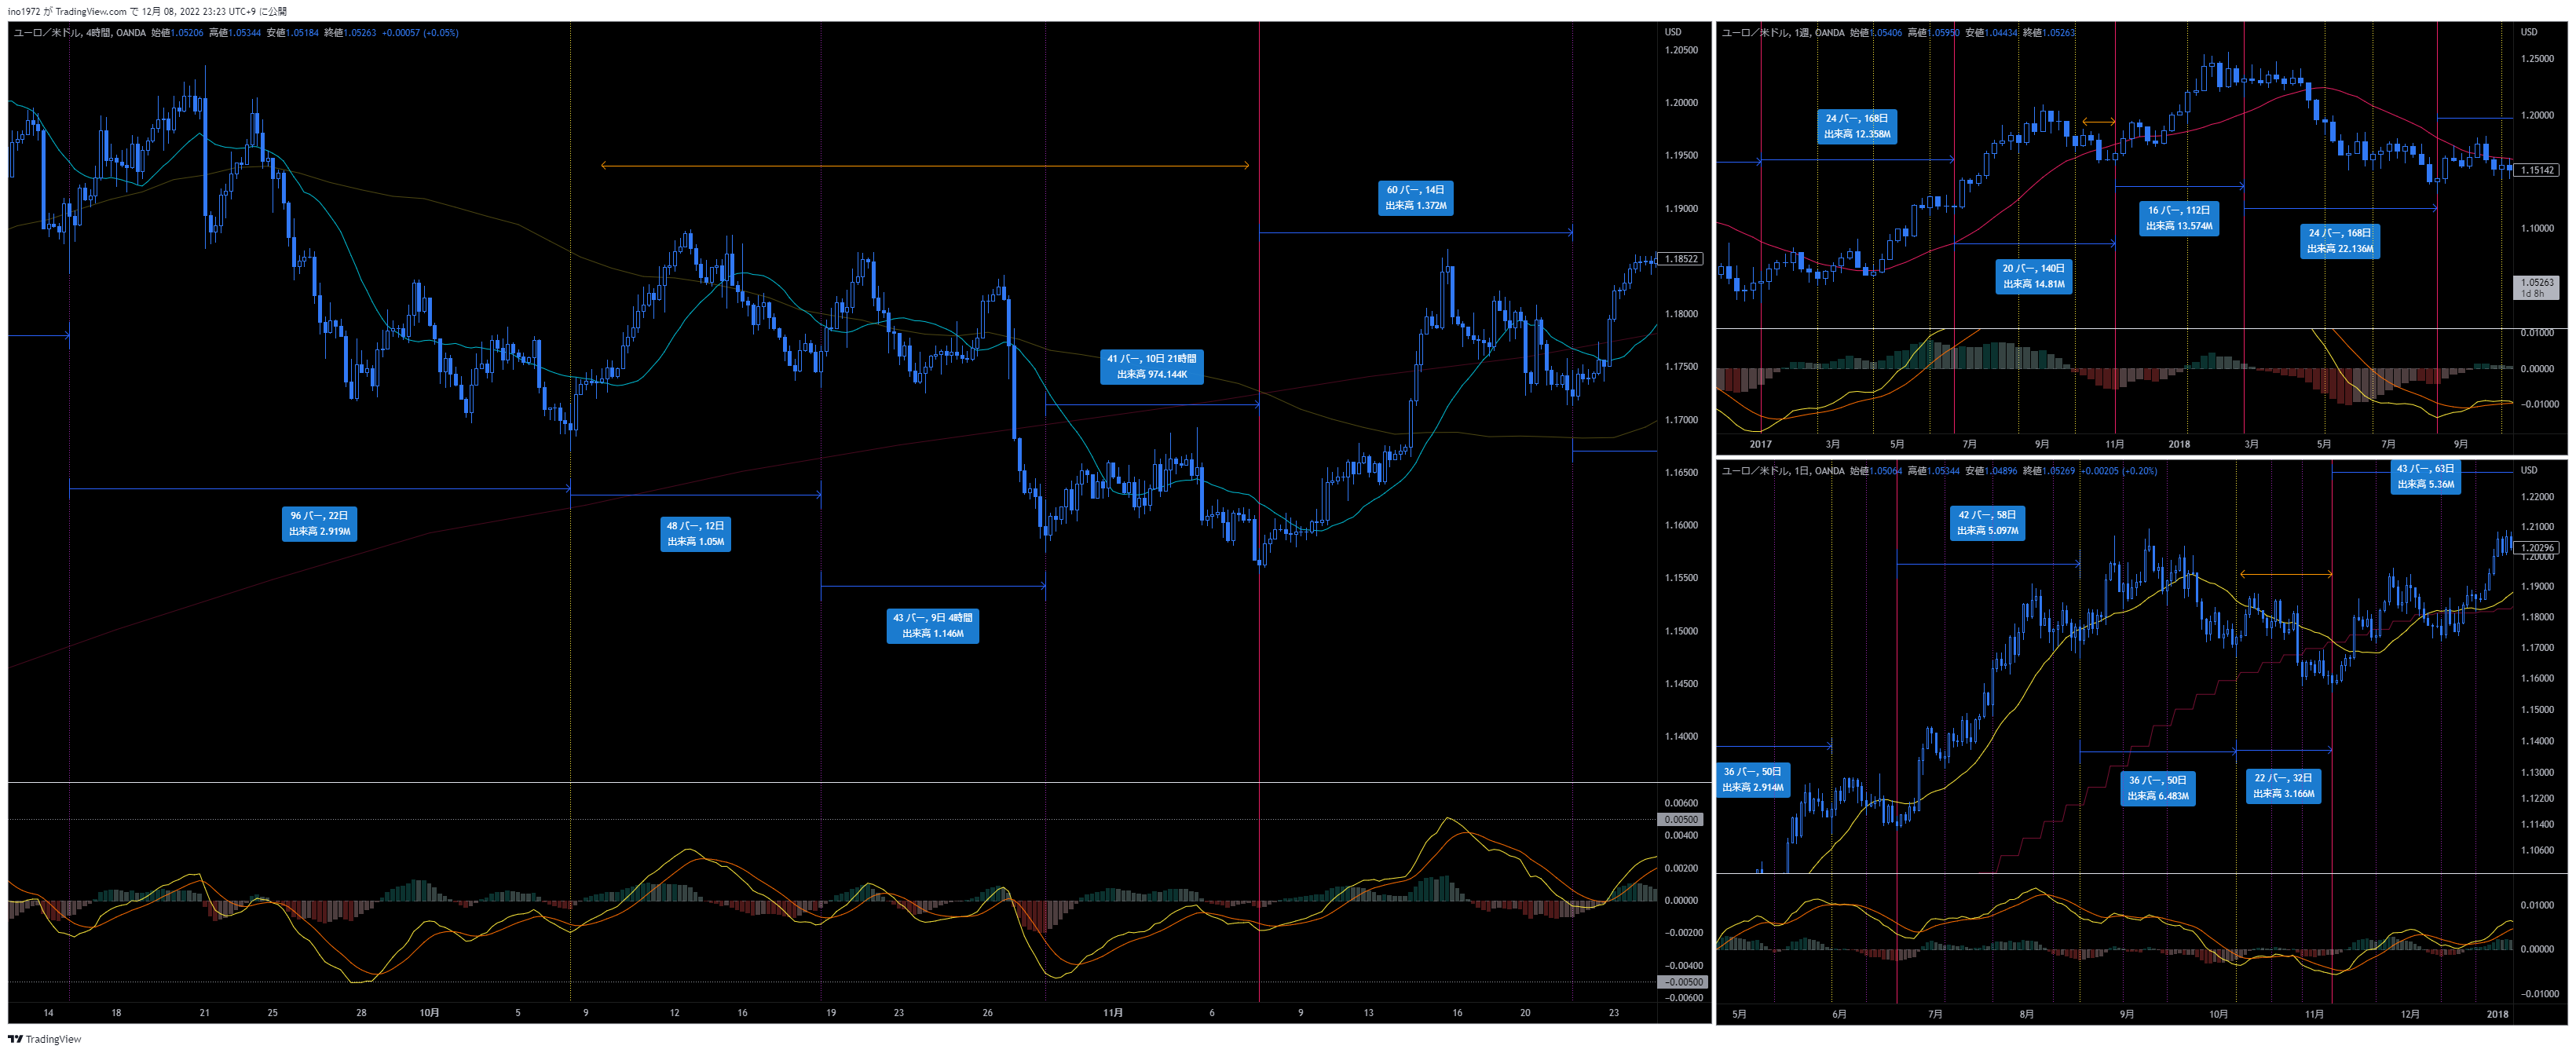 ino1972 が TradingView.com で 12月 08, 2022 23:23 UTC+9 に公開
ユーロ／米ドル, 4時間, OANDA 始値1.05206 高値1.05344 安値1.05184 終値1.05263 +0.00057 (+0.05%)
USD
1.20500
1.20000
1.19500
1.19000
1.18522
1.18000
1.17500
1.17000
1.16500
1.16000
1.15500
1.15000
1.14500
1.14000
60 バー, 14日
出来高 1.372M
41 バー, 10日 21時間
出来高 974.144K
96 バー, 22日
出来高 2.919M
48 バー, 12日
出来高 1.05M
43 バー, 9日 4時間
出来高 1.146M
0.00600
0.00500
0.00400
0.00200
0.00000
−0.00200
−0.00400
−0.00500
−0.00600
14 18 21 25 28 10月 5 9 12 16 19 23 26 11月 6 9 13 16 20 23
ユーロ／米ドル, 1週, OANDA 始値1.05406 高値1.05950 安値1.04434 終値1.05263
USD
1.25000
1.20000
1.15142
1.10000
1.05263
1d 8h
24 バー, 168日
出来高 12.358M
16 バー, 112日
出来高 13.574M
24 バー, 168日
出来高 22.136M
20 バー, 140日
出来高 14.81M
0.01000
0.00000
−0.01000
2017 3月 5月 7月 9月 11月 2018 3月 5月 7月 9月
ユーロ／米ドル, 1日, OANDA 始値1.05064 高値1.05344 安値1.04896 終値1.05269 +0.00205 (+0.20%)
USD
43 バー, 63日
出来高 5.36M
42 バー, 58日
出来高 5.097M
1.22000
1.21000
1.20296
1.20000
1.19000
1.18000
1.17000
1.16000
1.15000
1.14000
1.13000
1.12200
1.11400
1.10600
36 バー, 50日
出来高 2.914M
36 バー, 50日
出来高 6.483M
22 バー, 32日
出来高 3.166M
0.01000
0.00000
−0.01000
5月 6月 7月 8月 9月 10月 11月 12月 2018
TradingView